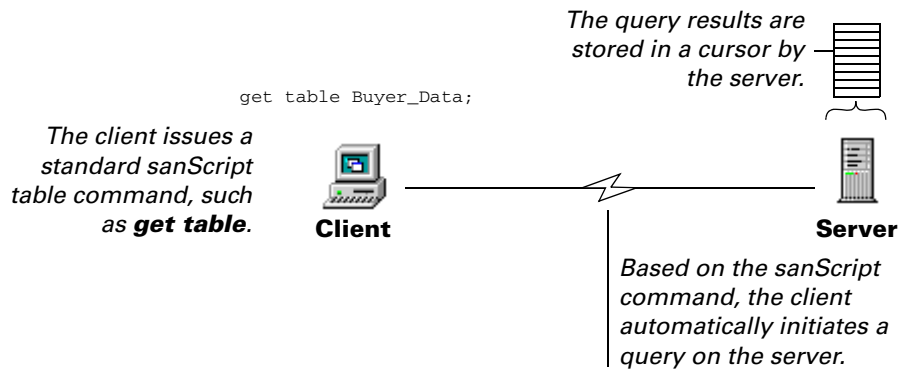 The query results are
stored in a cursor by
the server.
get table Buyer_Data;
The client issues a
standard sanScript
table command, such
as get table.
Client
Server
Based on the sanScript
command, the client
automatically initiates a
query on the server.